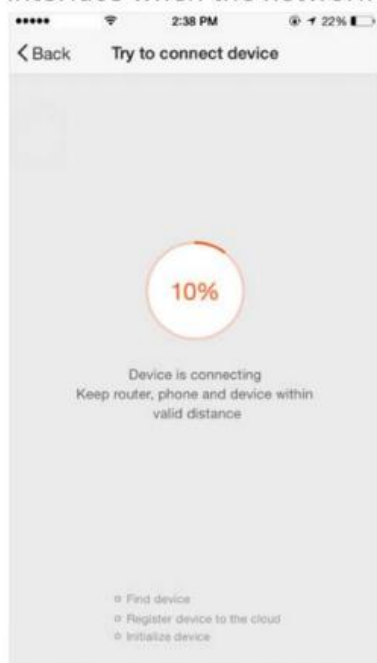 2:38 PM
22%
Back
Try to connect device
10%
Device is connecting
Keep router, phone and device within
valid distance
Find device
Register device to the cloud
Initialize device